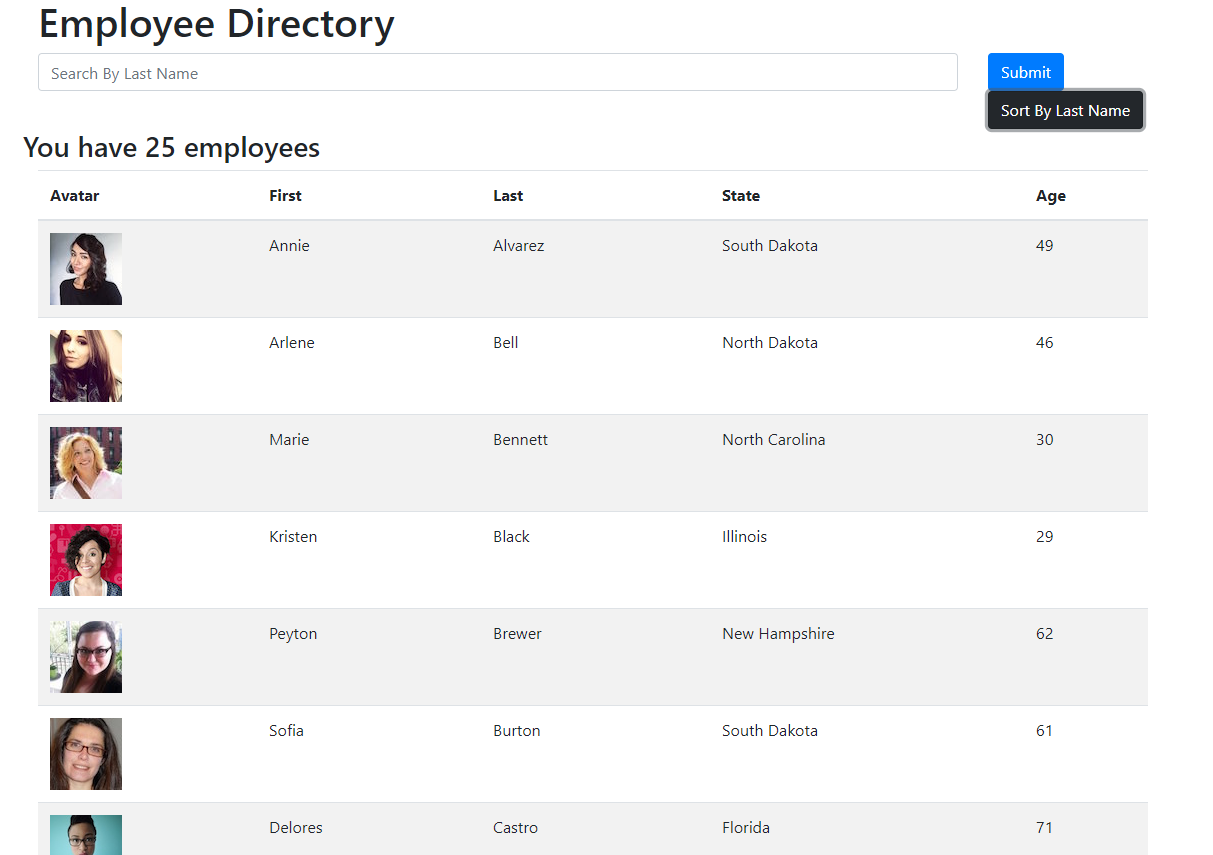 Employee Directory
Search By Last Name
Submit
Sort By Last Name
You have 25 employees
Avatar First Last State Age
Annie Alvarez South Dakota 49
Arlene Bell North Dakota 46
Marie Bennett North Carolina 30
Kristen Black Illinois 29
Peyton Brewer New Hampshire 62
Sofia Burton South Dakota 61
Delores Castro Florida 71